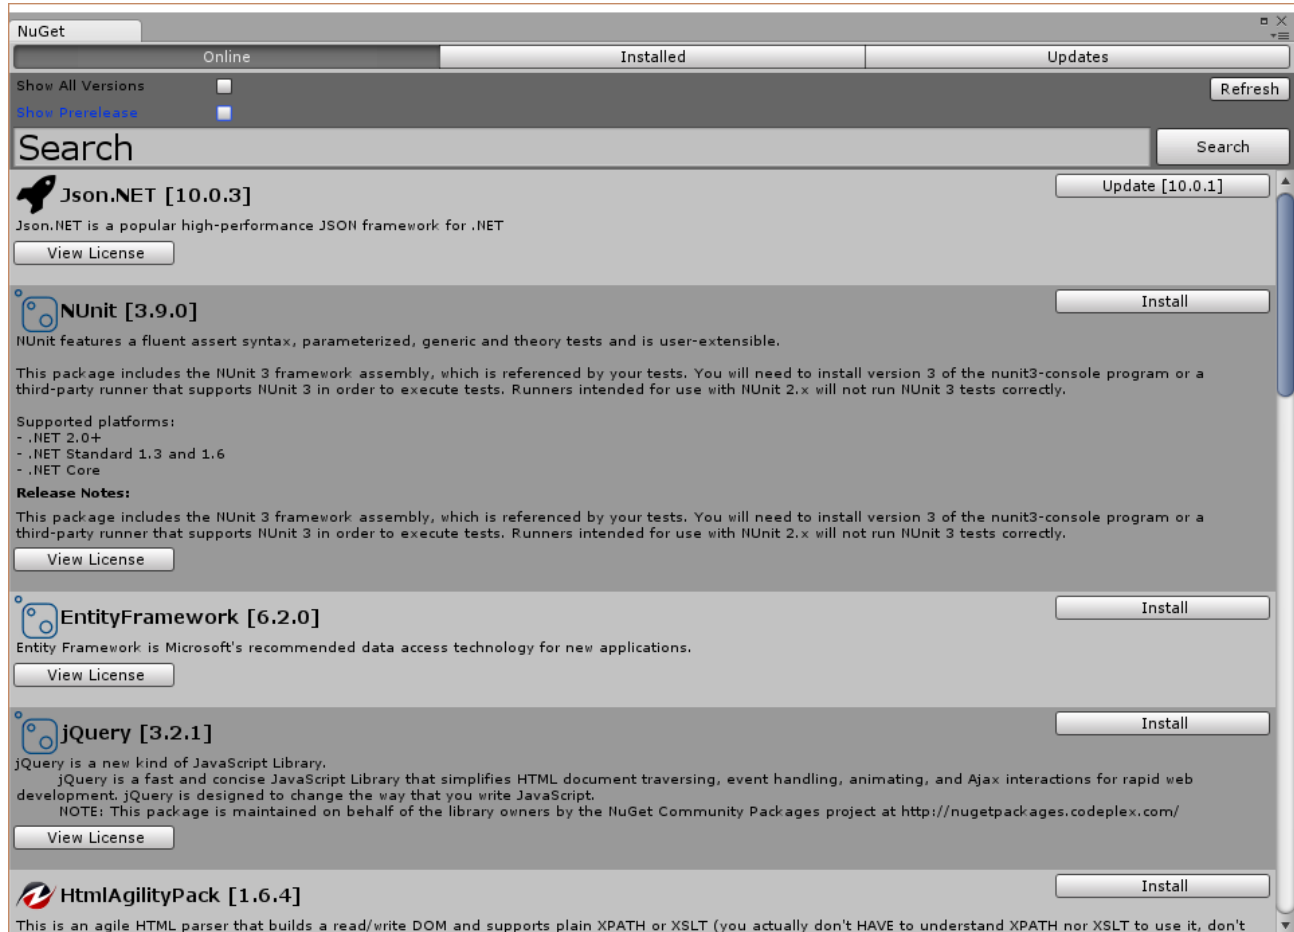 NuGet
Online Installed Updates
Show All Versions Refresh
Show Prerelease
Search Search
Json.NET [10.0.3] Update [10.0.1]
Json.NET is a popular high-performance JSON framework for .NET
View License
NUnit [3.9.0] Install
NUnit features a fluent assert syntax, parameterized, generic and theory tests and is user-extensible.
This package includes the NUnit 3 framework assembly, which is referenced by your tests. You will need to install version 3 of the nunit3-console program or a
third-party runner that supports NUnit 3 in order to execute tests. Runners intended for use with NUnit 2.x will not run NUnit 3 tests correctly.
Supported platforms:
- .NET 2.0+
- .NET Standard 1.3 and 1.6
- .NET Core
Release Notes:
This package includes the NUnit 3 framework assembly, which is referenced by your tests. You will need to install version 3 of the nunit3-console program or a
third-party runner that supports NUnit 3 in order to execute tests. Runners intended for use with NUnit 2.x will not run NUnit 3 tests correctly.
View License
EntityFramework [6.2.0] Install
Entity Framework is Microsoft's recommended data access technology for new applications.
View License
jQuery [3.2.1] Install
jQuery is a new kind of JavaScript Library.
jQuery is a fast and concise JavaScript Library that simplifies HTML document traversing, event handling, animating, and Ajax interactions for rapid web
development. jQuery is designed to change the way that you write JavaScript.
NOTE: This package is maintained on behalf of the library owners by the NuGet Community Packages project at http://nugetpackages.codeplex.com/
View License
HtmlAgilityPack [1.6.4] Install
This is an agile HTML parser that builds a read/write DOM and supports plain XPATH or XSLT (you actually don't HAVE to understand XPATH nor XSLT to use it, don't